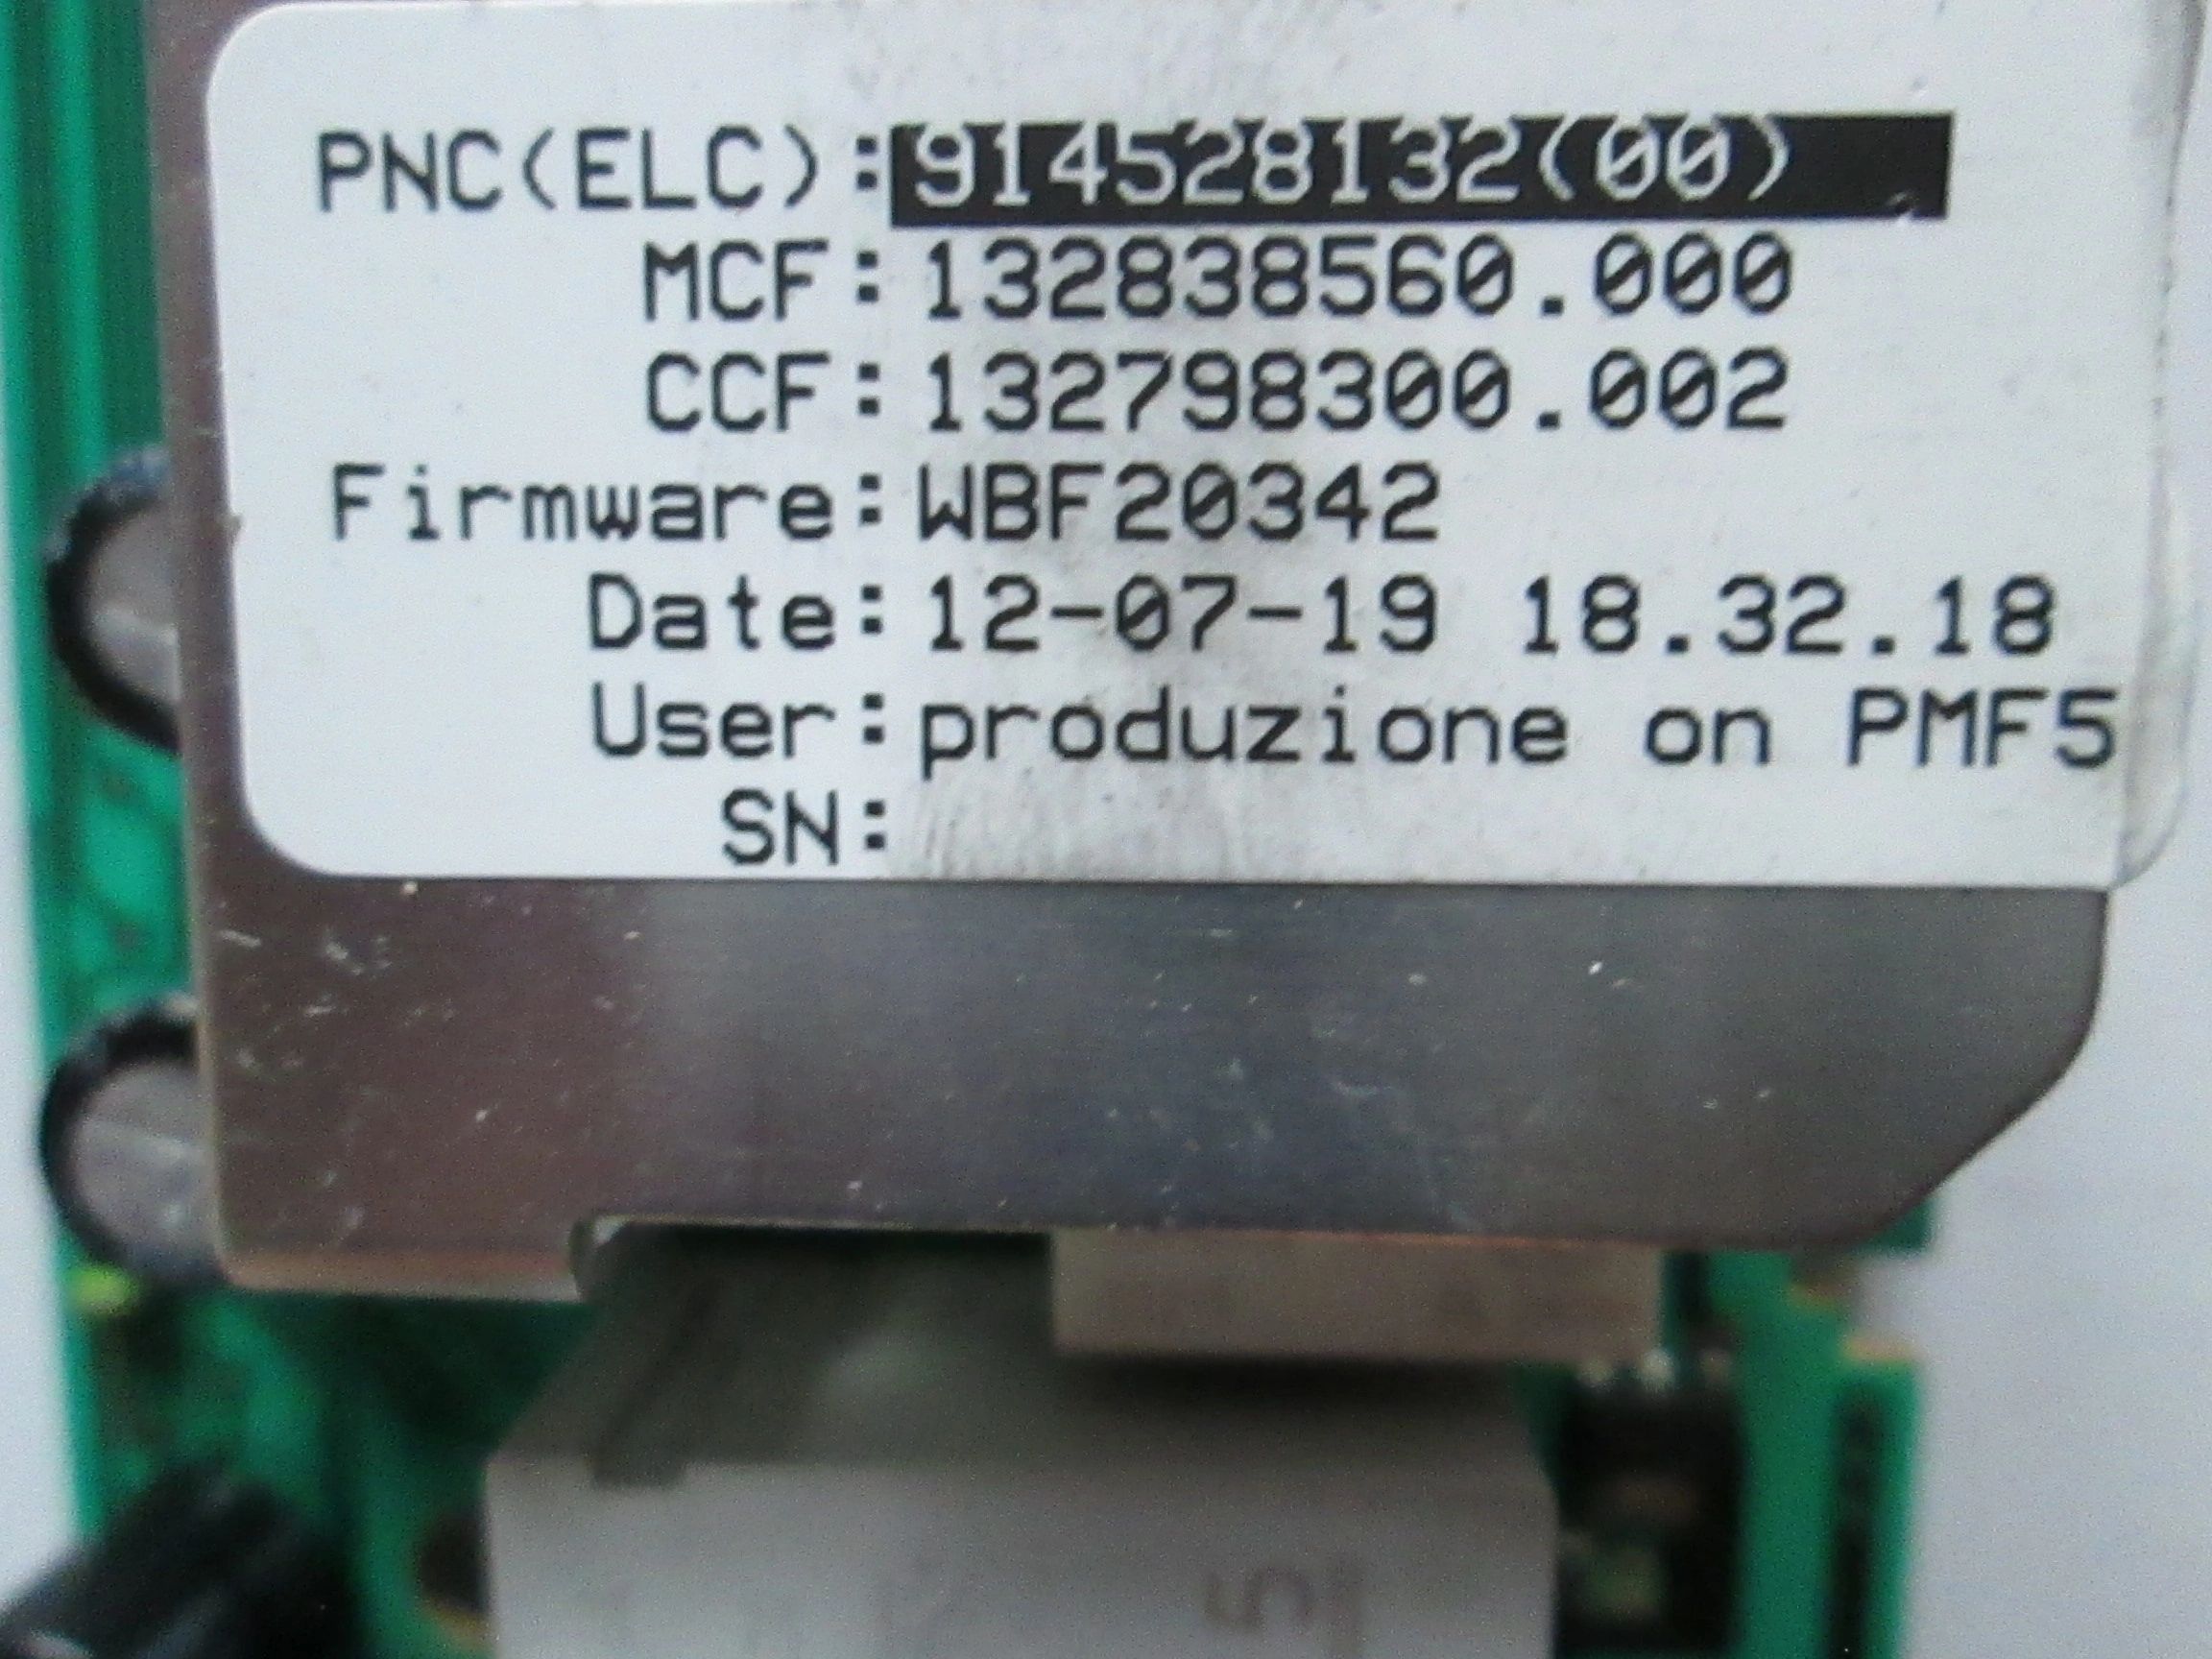 PNC(ELC):914528132(00)
MCF:132838560.000
CCF:132798300.002
Firmware:WBF20342
Date:12-07-19 18.32.18
User:produzione on PMF5
SN:
5